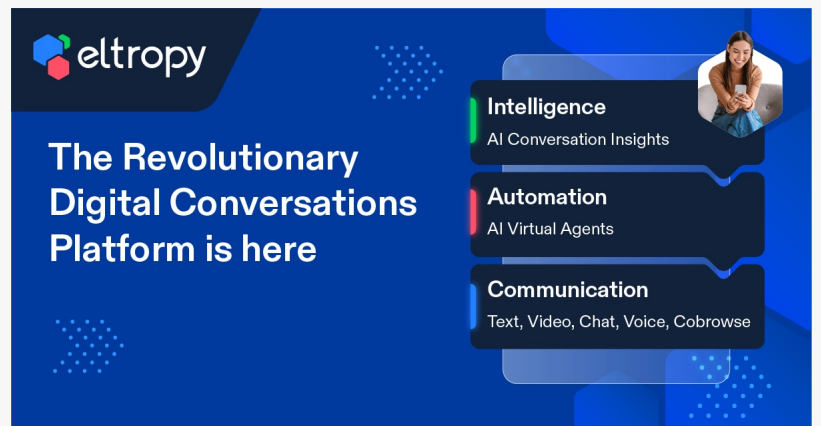 eltropy
The Revolutionary
Digital Conversations
Platform is here
Intelligence
AI Conversation Insights
Automation
AI Virtual Agents
Communication
Text, Video, Chat, Voice, Cobrowse